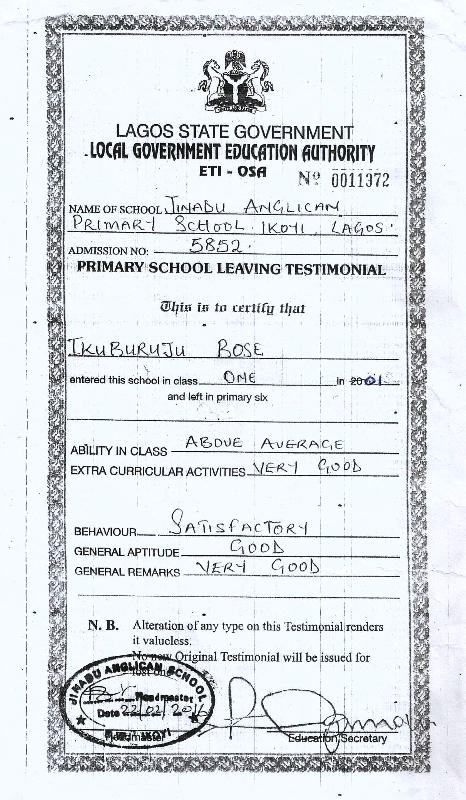 LAGOS STATE GOVERNMENT
LOCAL GOVERNMENT EDUCATION AUTHORITY
ETI - OSA
Nº 0011372
NAME OF SCHOOL JINADU ANGLICAN
PRIMARY SCHOOL IKOYI LAGOS.
ADMISSION NO: 5852.
PRIMARY SCHOOL LEAVING TESTIMONIAL
This is to certify that
IKUBURUJU BOSE
entered this school in class ONE in 2001
and left in primary six
ABILITY IN CLASS ABOVE AVERAGE
EXTRA CURRICULAR ACTIVITIES VERY GOOD
BEHAVIOUR SATISFACTORY
GENERAL APTITUDE GOOD
GENERAL REMARKS VERY GOOD
N. B. Alteration of any type on this Testimonial renders
it valueless.
No new Original Testimonial will be issued for
lost one
JINADU ANGLICAN SCHOOL
Headmaster
Date 22/02/2016
IKOYI
Headmaster
Education Secretary